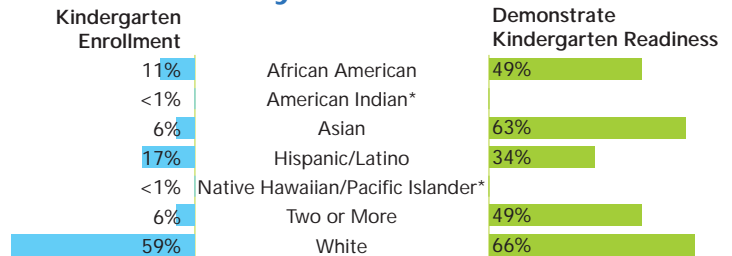 Kindergarten
Enrollment
Demonstrate
Kindergarten Readiness
11% African American 49%
<1% American Indian*
6% Asian 63%
17% Hispanic/Latino 34%
<1% Native Hawaiian/Pacific Islander*
6% Two or More 49%
59% White 66%